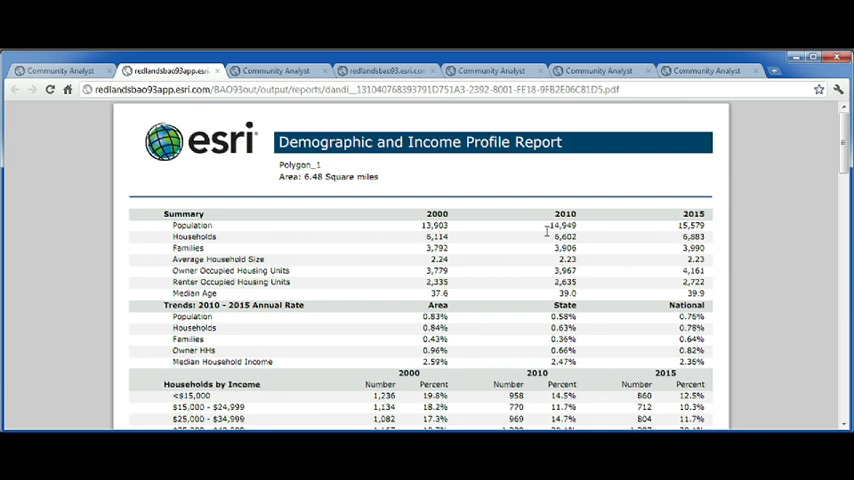 Community Analyst
redlandsbao93app.esri
Community Analyst
redlandsbao93.esri.com
Community Analyst
Community Analyst
Community Analyst
redlandsbao93app.esri.com/BAO93out/output/reports/dandi__131040768393791D751A3-2392-8001-FE18-9FB2E06C81D5.pdf
esri
Demographic and Income Profile Report
Polygon_1
Area: 6.48 Square miles
Summary 2000 2010 2015
Population 13,903 14,949 15,579
Households 6,114 6,602 6,883
Families 3,792 3,906 3,990
Average Household Size 2.24 2.23 2.23
Owner Occupied Housing Units 3,779 3,967 4,161
Renter Occupied Housing Units 2,335 2,635 2,722
Median Age 37.6 39.0 39.9
Trends: 2010 - 2015 Annual Rate Area State National
Population 0.83% 0.58% 0.76%
Households 0.84% 0.63% 0.78%
Families 0.43% 0.36% 0.64%
Owner HHs 0.96% 0.66% 0.82%
Median Household Income 2.59% 2.47% 2.36%
2000 2010 2015
Households by Income Number Percent Number Percent Number Percent
<$15,000 1,236 19.8% 958 14.5% 860 12.5%
$15,000 - $24,999 1,134 18.2% 770 11.7% 712 10.3%
$25,000 - $34,999 1,082 17.3% 969 14.7% 804 11.7%